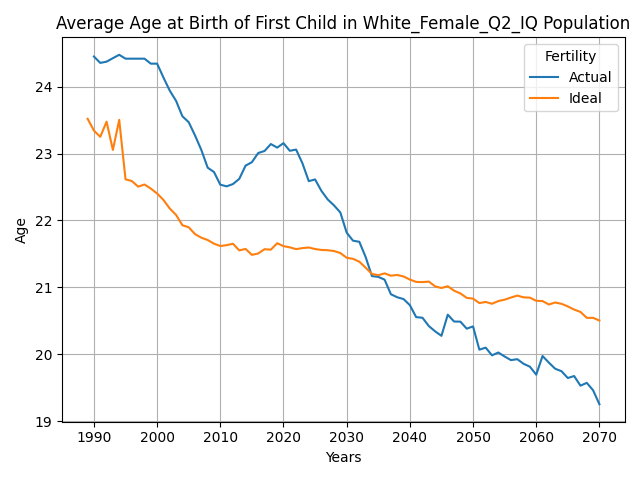 Average Age at Birth of First Child in White_Female_Q2_IQ Population
Fertility
Actual
Ideal
Age
24
23
22
21
20
19
1990 2000 2010 2020 2030 2040 2050 2060 2070
Years